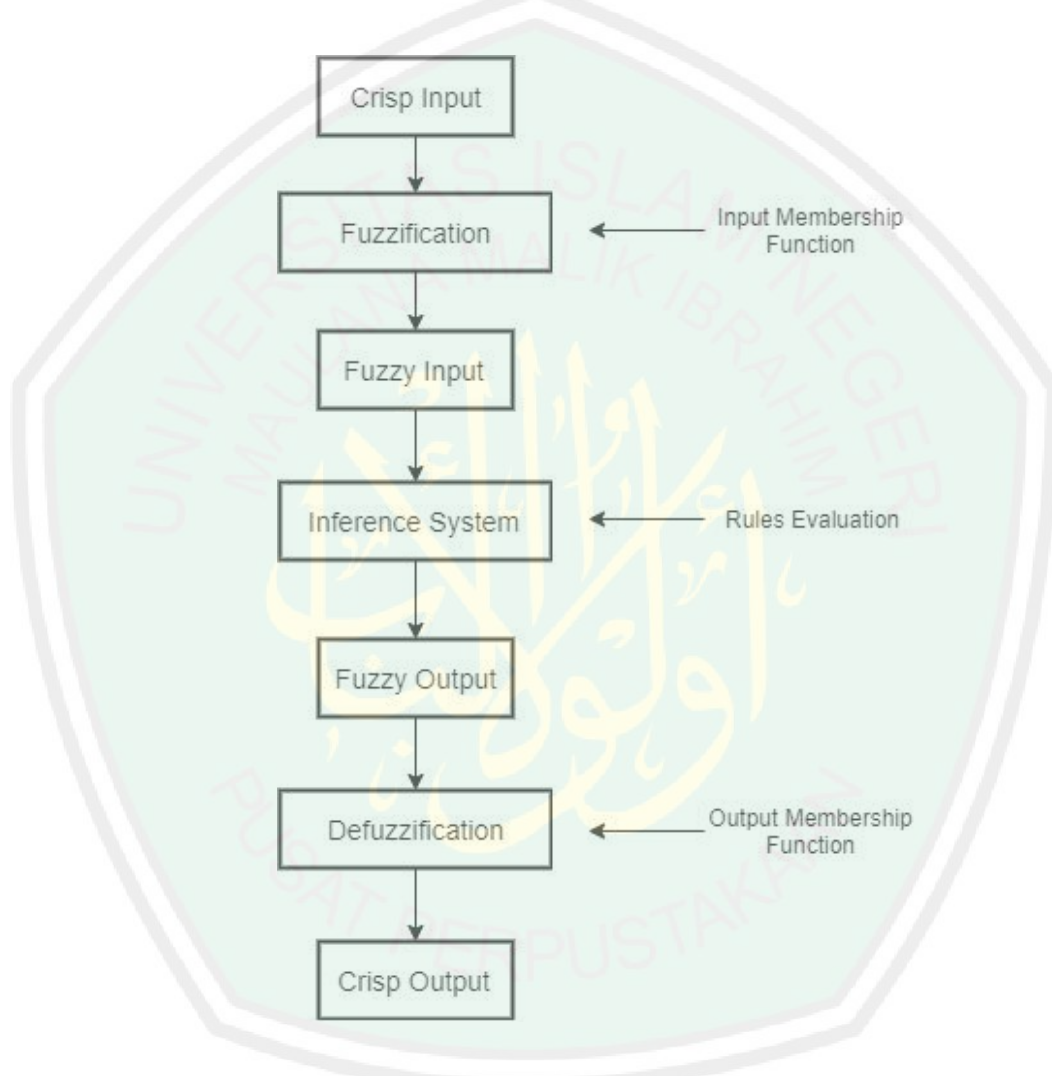 Crisp Input
Fuzzification
Input Membership
Function
Fuzzy Input
Inference System
Rules Evaluation
Fuzzy Output
Defuzzification
Output Membership
Function
Crisp Output
UNIVERSITAS ISLAM NEGERI
MAULANA MALIK IBRAHIM
PUSAT PERPUSTAKAAN